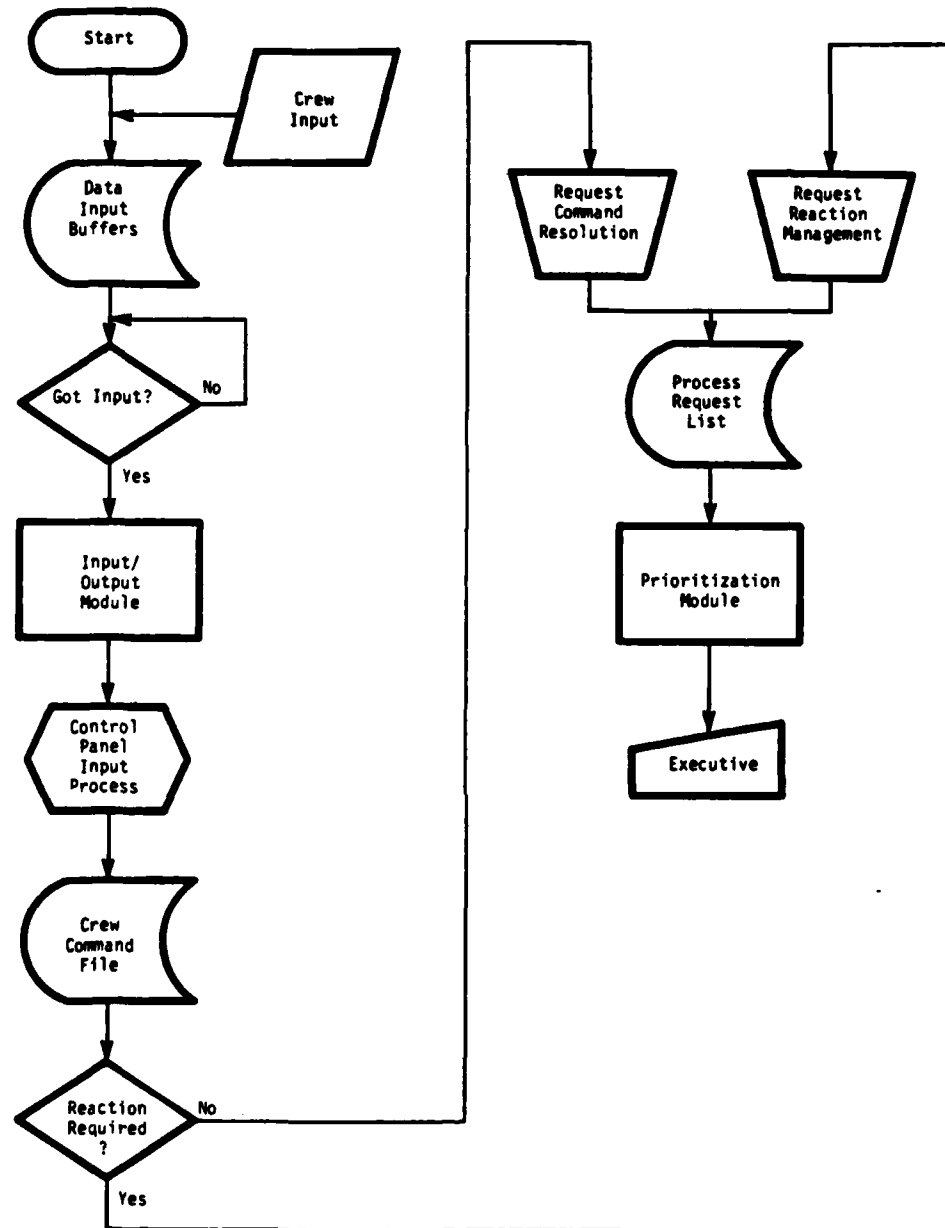 Start
Crew
Input
Data
Input
Buffers
Got Input?
No
Yes
Input/
Output
Module
Control
Panel
Input
Process
Crew
Command
File
Reaction
Required
?
No
Yes
Request
Command
Resolution
Request
Reaction
Management
Process
Request
List
Prioritization
Module
Executive